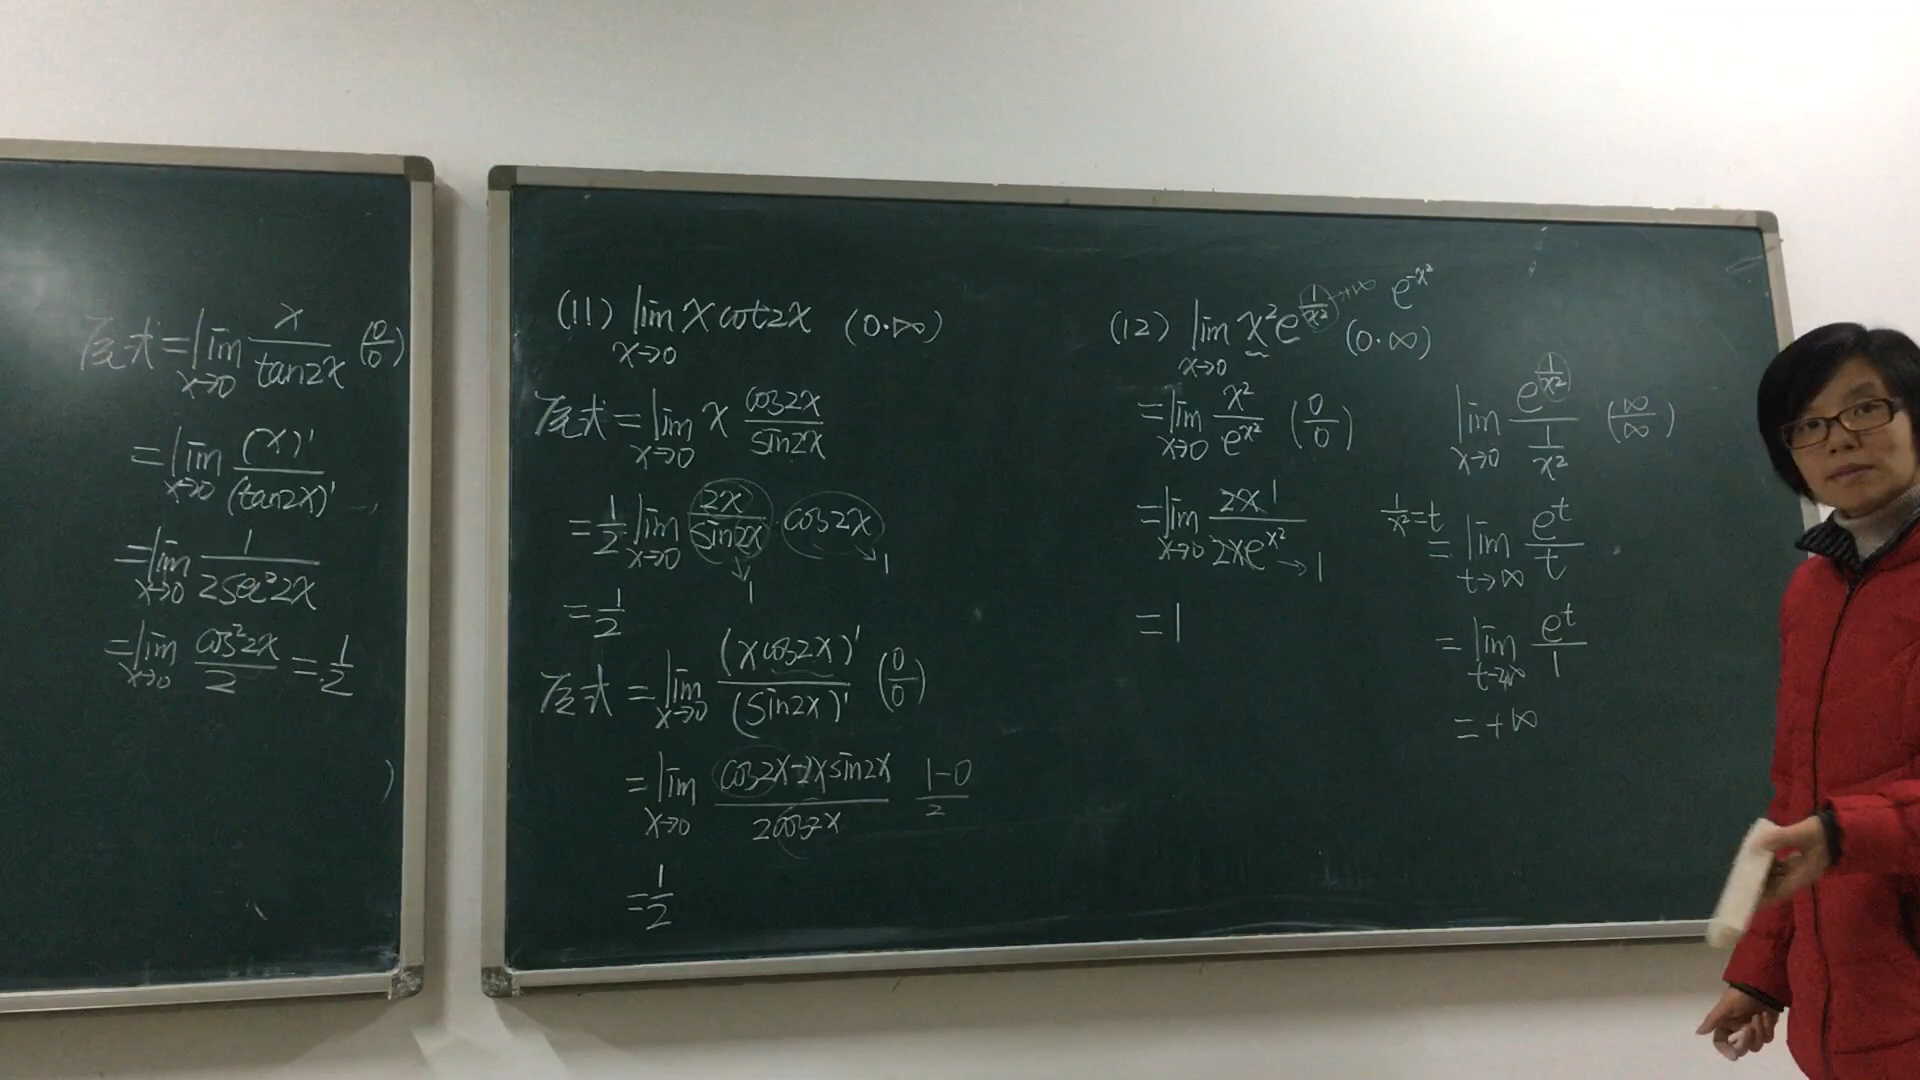 原式=lim x→0 x/tan2x (0/0)
=lim x→0 (x)'/(tan2x)'
=lim x→0 1/2sec²2x
=lim x→0 cos²2x/2 = 1/2
)
(11) lim x→0 x cot2x (0·∞)
原式=lim x→0 x cos2x/sin2x
=1/2 lim x→0 2x/sin2x · cos2x →1
↓1
=1/2
原式=lim x→0 (xcos2x)'/(sin2x)' (0/0)
=lim x→0 cos2x-2xsin2x/2cos2x 1-0/2
=1/2
(12) lim x→0 x²e^(1/x²) →+∞ (0·∞) e^(-x²)
=lim x→0 x²/e^(x²) (0/0)
=lim x→0 2x 1/2xe^(x²) →1
=1
lim x→0 e^(1/x²)/(1/x²) (∞/∞)
1/x²=t = lim t→∞ e^t/t
=lim t→∞ e^t/1
=+∞